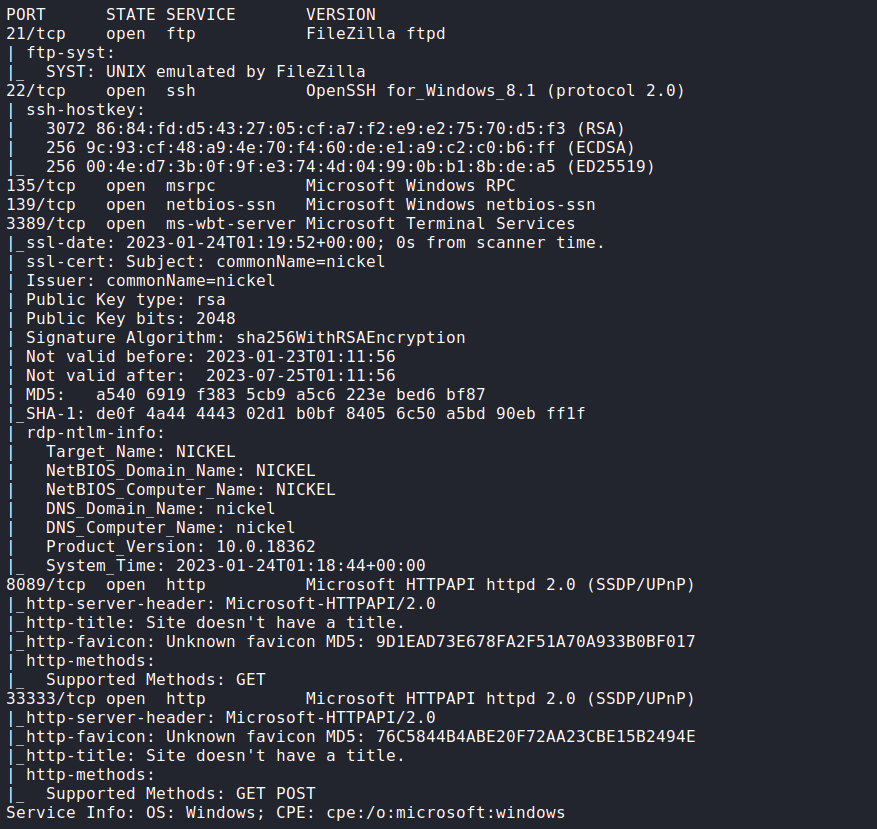 PORT      STATE SERVICE       VERSION
21/tcp    open  ftp           FileZilla ftpd
| ftp-syst:
|_  SYST: UNIX emulated by FileZilla
22/tcp    open  ssh           OpenSSH for_Windows_8.1 (protocol 2.0)
| ssh-hostkey:
|   3072 86:84:fd:d5:43:27:05:cf:a7:f2:e9:e2:75:70:d5:f3 (RSA)
|   256 9c:93:cf:48:a9:4e:70:f4:60:de:e1:a9:c2:c0:b6:ff (ECDSA)
|_  256 00:4e:d7:3b:0f:9f:e3:74:4d:04:99:0b:b1:8b:de:a5 (ED25519)
135/tcp   open  msrpc         Microsoft Windows RPC
139/tcp   open  netbios-ssn   Microsoft Windows netbios-ssn
3389/tcp  open  ms-wbt-server Microsoft Terminal Services
|_ssl-date: 2023-01-24T01:19:52+00:00; 0s from scanner time.
| ssl-cert: Subject: commonName=nickel
| Issuer: commonName=nickel
| Public Key type: rsa
| Public Key bits: 2048
| Signature Algorithm: sha256WithRSAEncryption
| Not valid before: 2023-01-23T01:11:56
| Not valid after:  2023-07-25T01:11:56
| MD5:   a540 6919 f383 5cb9 a5c6 223e bed6 bf87
|_SHA-1: de0f 4a44 4443 02d1 b0bf 8405 6c50 a5bd 90eb ff1f
| rdp-ntlm-info:
|   Target_Name: NICKEL
|   NetBIOS_Domain_Name: NICKEL
|   NetBIOS_Computer_Name: NICKEL
|   DNS_Domain_Name: nickel
|   DNS_Computer_Name: nickel
|   Product_Version: 10.0.18362
|_  System_Time: 2023-01-24T01:18:44+00:00
8089/tcp  open  http          Microsoft HTTPAPI httpd 2.0 (SSDP/UPnP)
|_http-server-header: Microsoft-HTTPAPI/2.0
|_http-title: Site doesn't have a title.
|_http-favicon: Unknown favicon MD5: 9D1EAD73E678FA2F51A70A933B0BF017
| http-methods:
|_  Supported Methods: GET
33333/tcp open  http          Microsoft HTTPAPI httpd 2.0 (SSDP/UPnP)
|_http-server-header: Microsoft-HTTPAPI/2.0
|_http-favicon: Unknown favicon MD5: 76C5844B4ABE20F72AA23CBE15B2494E
|_http-title: Site doesn't have a title.
| http-methods:
|_  Supported Methods: GET POST
Service Info: OS: Windows; CPE: cpe:/o:microsoft:windows